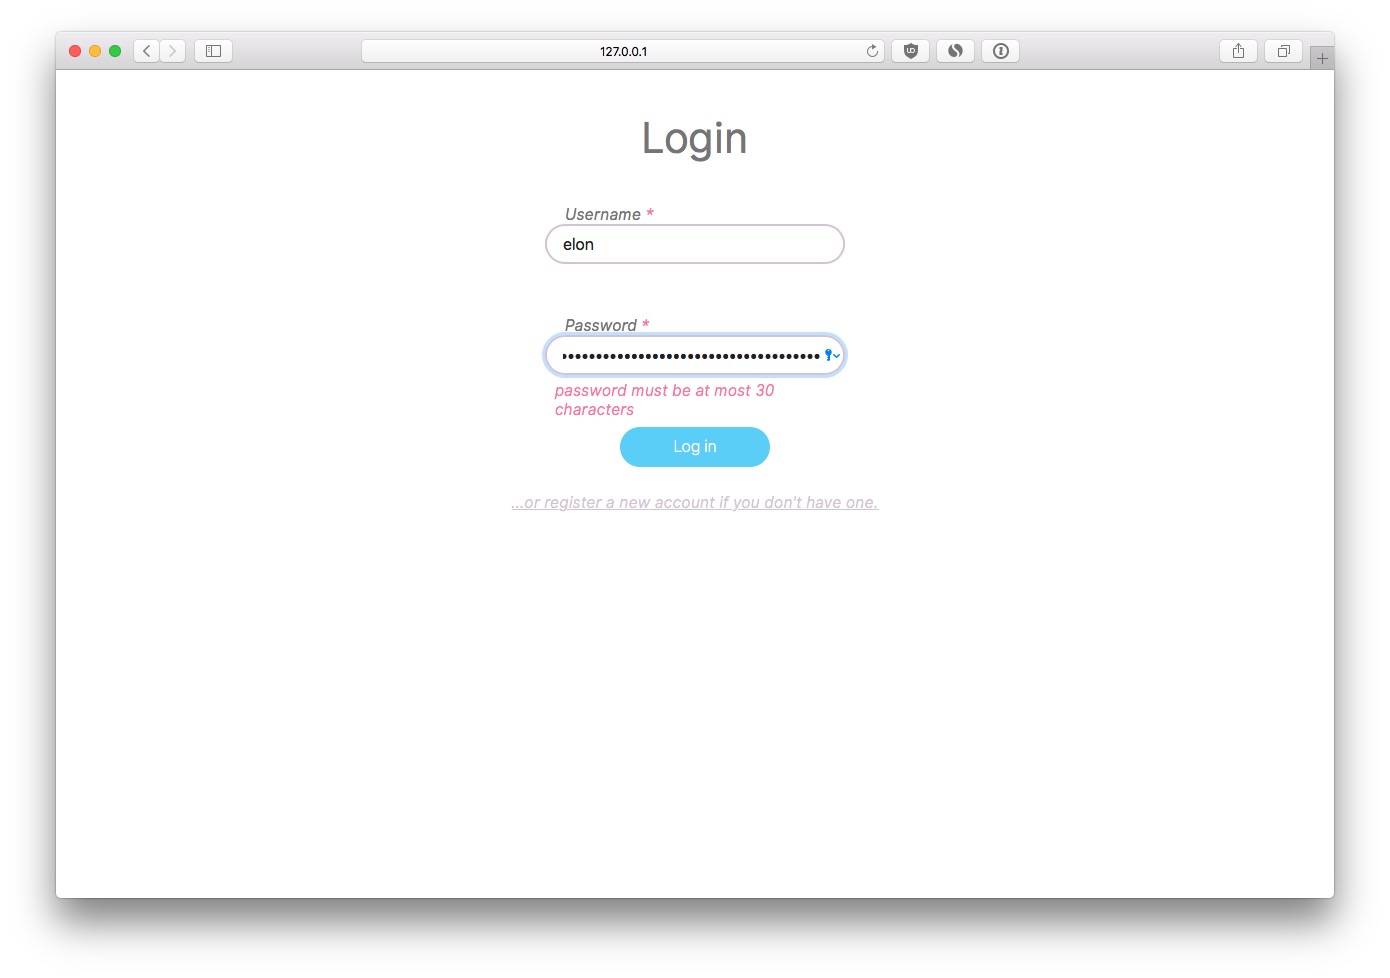 127.0.0.1
Login
Username *
elon
Password *
password must be at most 30
characters
Log in
...or register a new account if you don't have one.